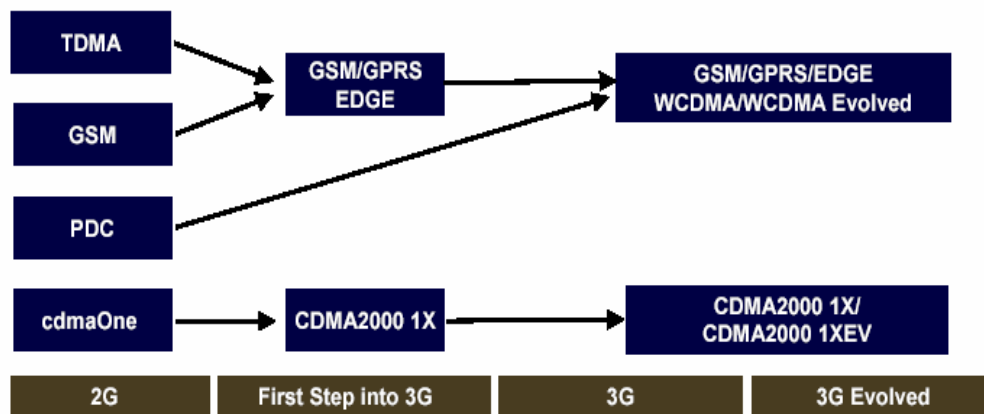 TDMA
GSM/GPRS
EDGE
GSM/GPRS/EDGE
WCDMA/WCDMA Evolved
GSM
PDC
cdmaOne
CDMA2000 1X
CDMA2000 1X/
CDMA2000 1XEV
2G
First Step into 3G
3G
3G Evolved